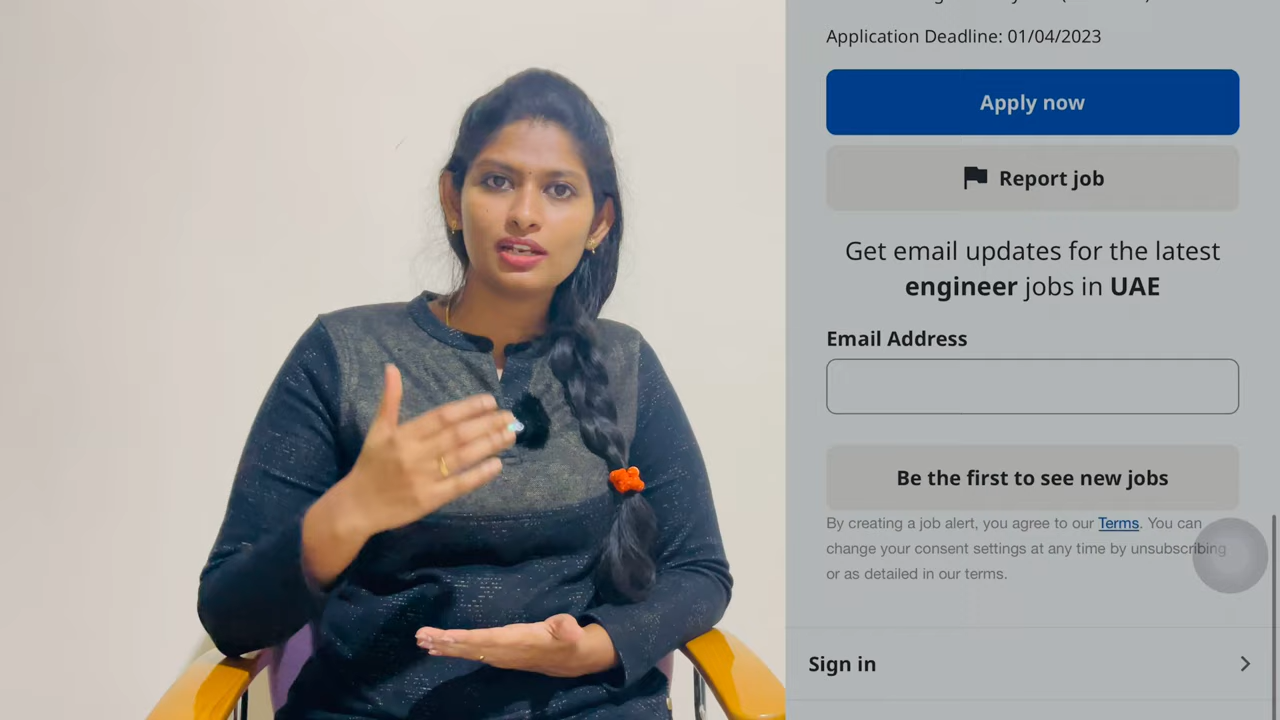 Application Deadline: 01/04/2023
Apply now
Report job
Get email updates for the latest
engineer jobs in UAE
Email Address
Be the first to see new jobs
By creating a job alert, you agree to our Terms. You can
change your consent settings at any time by unsubscribing
or as detailed in our terms.
Sign in